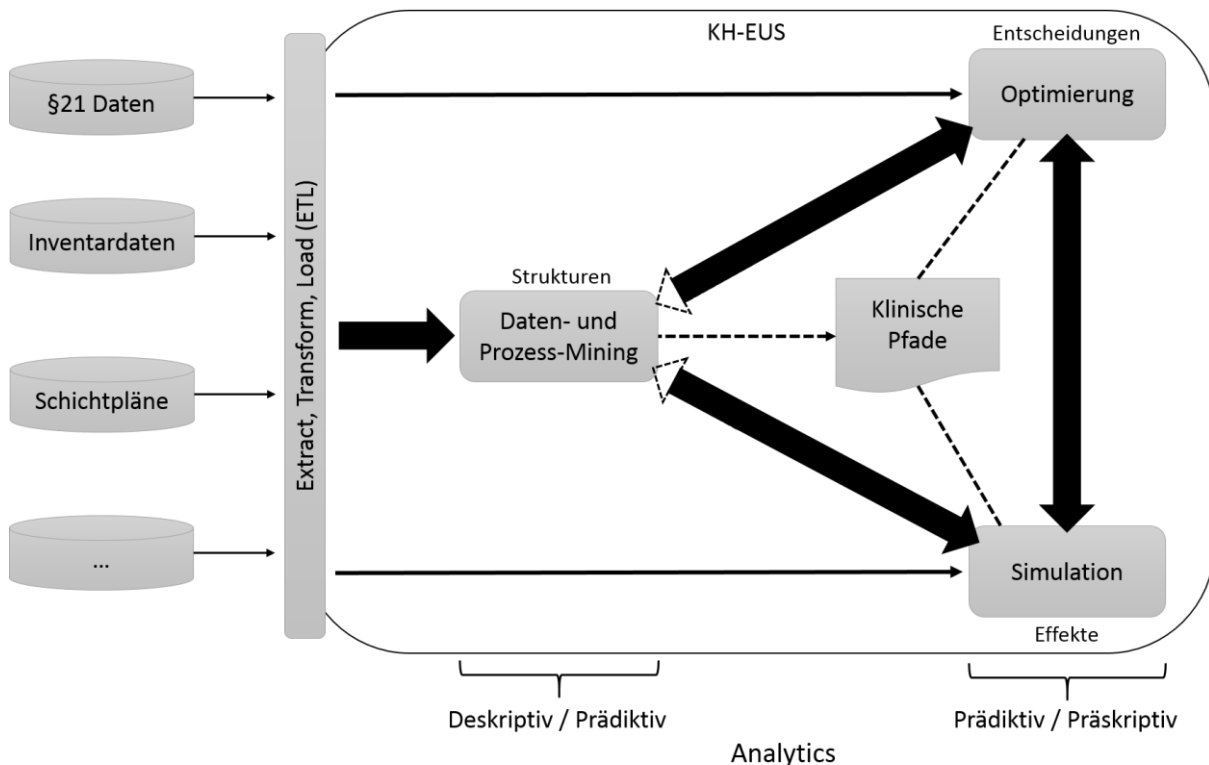 KH-EUS
Entscheidungen
Optimierung
§21 Daten
Inventardaten
Schichtpläne
...
Extract, Transform, Load (ETL)
Strukturen
Daten- und
Prozess-Mining
Klinische
Pfade
Simulation
Effekte
Deskriptiv / Prädiktiv
Prädiktiv / Präskriptiv
Analytics